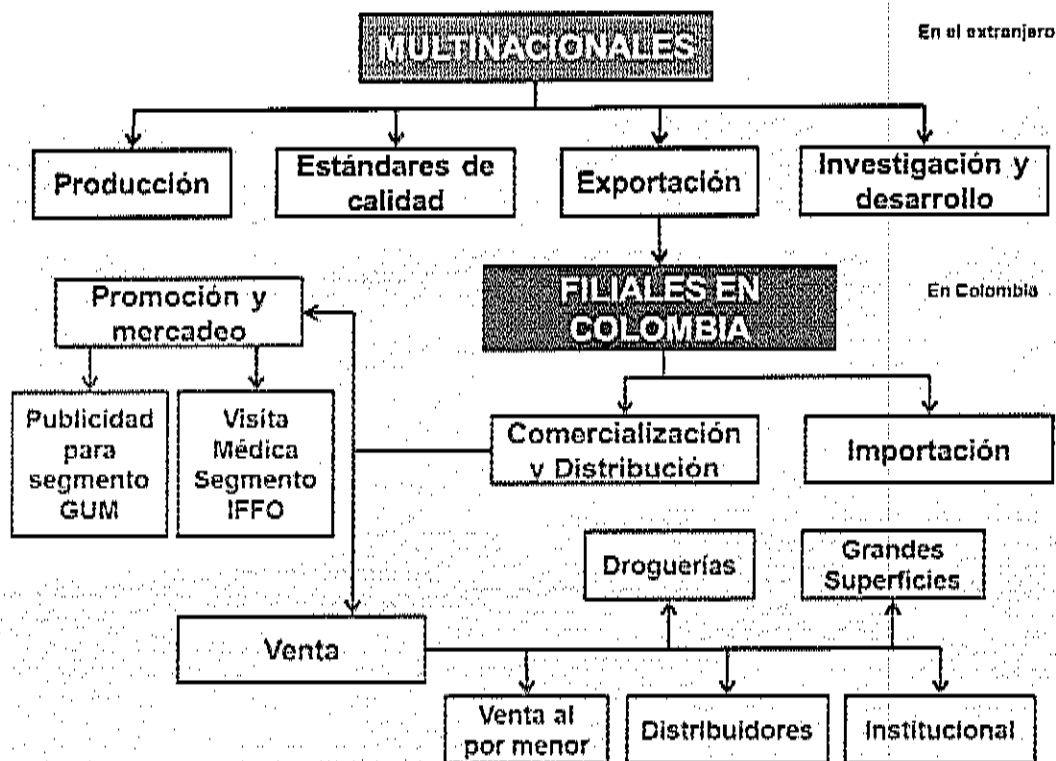 MULTINACIONALES
En el extranjero
Producción
Estándares de
calidad
Exportación
Investigación y
desarrollo
FILIALES EN
COLOMBIA
En Colombia
Promoción y
mercadeo
Publicidad
para
segmento
GUM
Visita
Médica
Segmento
IFFO
Comercialización
y Distribución
Importación
Droguerías
Grandes
Superficies
Venta
Venta al
por menor
Distribuidores
Institucional